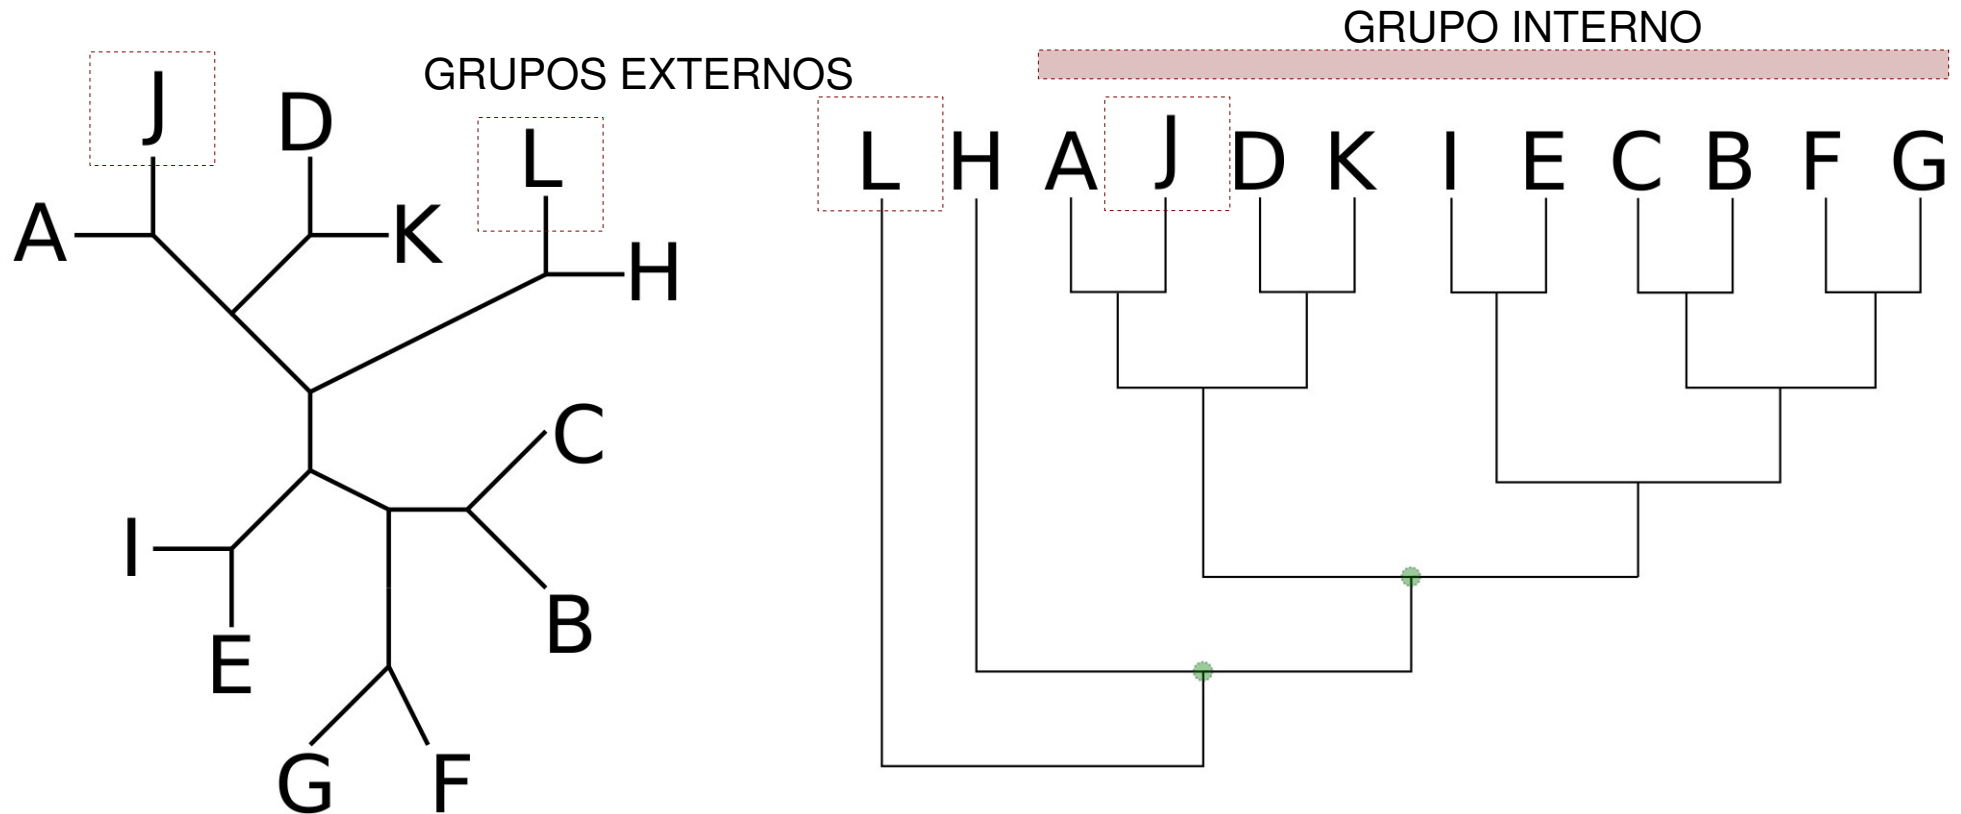 GRUPO INTERNO
GRUPOS EXTERNOS
J
D
A
K
L
H
C
I
B
E
G
F
L H A J D K I E C B F G